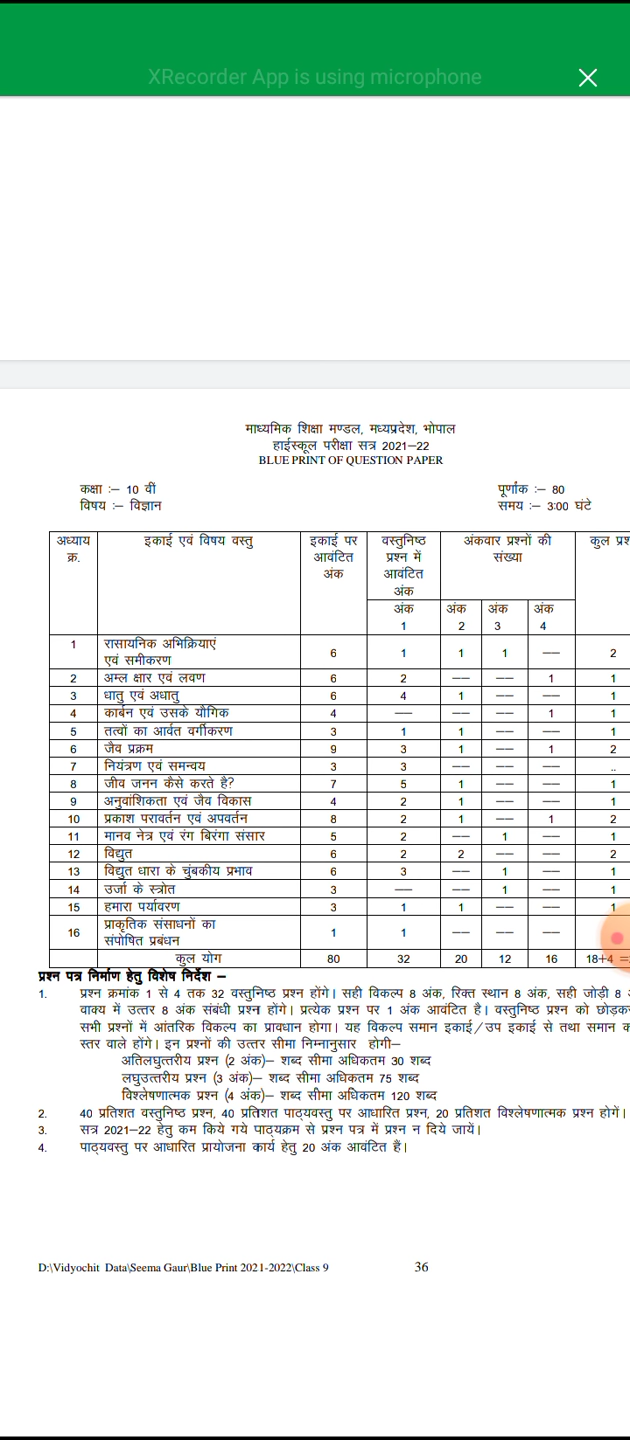 XRecorder App is using microphone
माध्यमिक शिक्षा मण्डल, मध्यप्रदेश, भोपाल
हाईस्कूल परीक्षा सत्र 2021–22
BLUE PRINT OF QUESTION PAPER
कक्षा :– 10 वीं पूर्णांक :– 80
विषय :– विज्ञान समय :– 3:00 घंटे
अध्याय इकाई एवं विषय वस्तु इकाई पर वस्तुनिष्ठ अंकवार प्रश्नों की कुल
क्र. आवंटित प्रश्न में संख्या
अंक आवंटित
अंक
अंक अंक अंक अंक
1 2 3 4
1 रासायनिक अभिक्रियाएं
एवं समीकरण 6 1 1 1 –– 2
2 अम्ल क्षार एवं लवण 6 2 –– –– 1 1
3 धातु एवं अधातु 6 4 1 –– –– 1
4 कार्बन एवं उसके यौगिक 4 –– –– –– 1 1
5 तत्वों का आर्वत वर्गीकरण 3 1 1 –– –– 1
6 जैव प्रक्रम 9 3 1 –– 1 2
7 नियंत्रण एवं समन्वय 3 3 –– –– –– ..
8 जीव जनन कैसे करते है? 7 5 1 –– –– 1
9 अनुवांशिकता एवं जैव विकास 4 2 1 –– –– 1
10 प्रकाश परावर्तन एवं अपवर्तन 8 2 1 –– 1 2
11 मानव नेत्र एवं रंग बिरंगा संसार 5 2 –– 1 –– 1
12 विद्युत 6 2 2 –– –– 2
13 विद्युत धारा के चुंबकीय प्रभाव 6 3 –– 1 –– 1
14 उर्जा के स्त्रोत 3 –– –– 1 –– 1
15 हमारा पर्यावरण 3 1 1 –– –– 1
16 प्राकृतिक संसाधनों का
संपोषित प्रबंधन 1 1 –– –– ––
कुल योग 80 32 20 12 16 18+4 =
प्रश्न पत्र निर्माण हेतु विशेष निर्देश –
1. प्रश्न क्रमांक 1 से 4 तक 32 वस्तुनिष्ठ प्रश्न होंगे। सही विकल्प 8 अंक, रिक्त स्थान 8 अंक, सही जोड़ी 8
वाक्य में उत्तर 8 अंक संबंधी प्रश्न होंगे। प्रत्येक प्रश्न पर 1 अंक आवंटित है। वस्तुनिष्ठ प्रश्न को छोड़कर
सभी प्रश्नों में आंतरिक विकल्प का प्रावधान होगा। यह विकल्प समान इकाई/उप इकाई से तथा समान
स्तर वाले होंगे। इन प्रश्नों की उत्तर सीमा निम्नानुसार होगी–
अतिलघुत्तरीय प्रश्न (2 अंक)– शब्द सीमा अधिकतम 30 शब्द
लघुउत्तरीय प्रश्न (3 अंक)– शब्द सीमा अधिकतम 75 शब्द
विश्लेषणात्मक प्रश्न (4 अंक)– शब्द सीमा अधिकतम 120 शब्द
2. 40 प्रतिशत वस्तुनिष्ठ प्रश्न, 40 प्रतिशत पाठ्यवस्तु पर आधारित प्रश्न, 20 प्रतिशत विश्लेषणात्मक प्रश्न होगें।
3. सत्र 2021–22 हेतु कम किये गये पाठ्यक्रम से प्रश्न पत्र में प्रश्न न दिये जायें।
4. पाठ्यवस्तु पर आधारित प्रायोजना कार्य हेतु 20 अंक आवंटित हैं।
D:\Vidyochit Data\Seema Gaur\Blue Print 2021-2022\Class 9 36